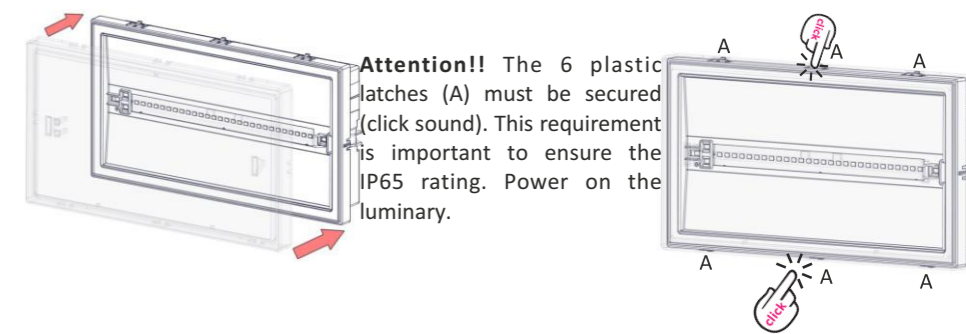 Attention!! The 6 plastic
latches (A) must be secured
(click sound). This requirement
is important to ensure the
IP65 rating. Power on the
luminary.
A
click
A
A
A
A
A
click